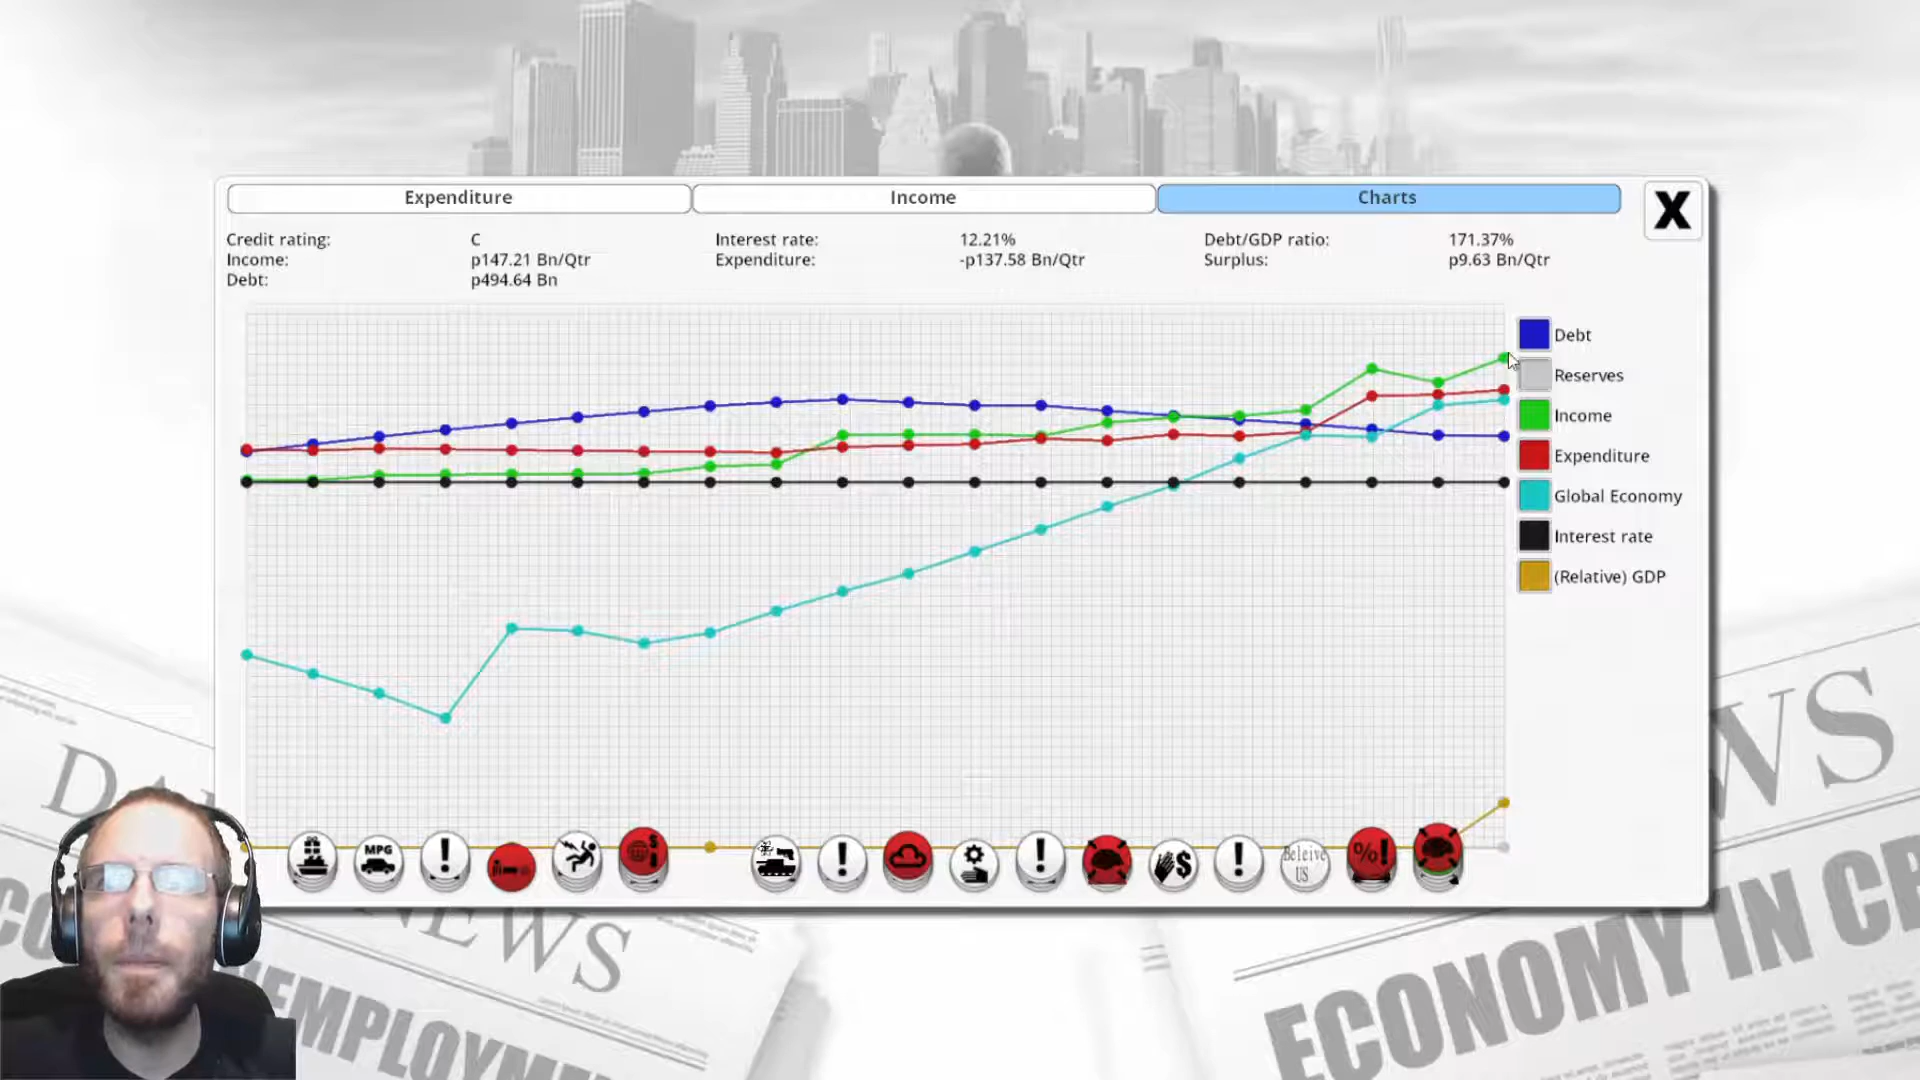 Expenditure
Income
Charts
X
Credit rating: C
Interest rate: 12.21%
Debt/GDP ratio: 171.37%
Income: p147.21 Bn/Qtr
Expenditure: -p137.58 Bn/Qtr
Surplus: p9.63 Bn/Qtr
Debt: p494.64 Bn
Debt
Reserves
Income
Expenditure
Global Economy
Interest rate
(Relative) GDP
MPG
!
$
!
!
$
!
Beleive
US
%!
DA
NEWS
EMPLOYM
WS
ECONOMY IN CR